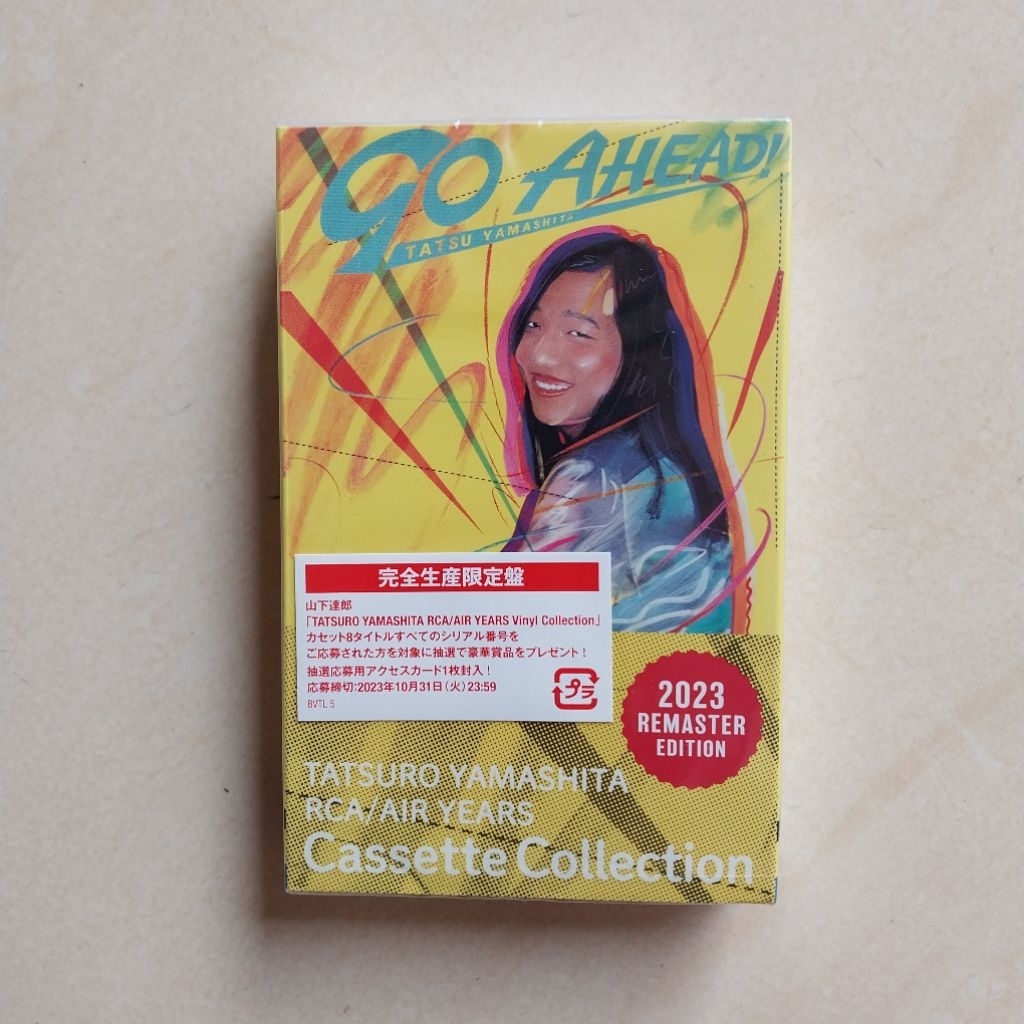 GO AHEAD!
TATSU YAMASHITA
完全生産限定盤
山下達郎
「TATSURO YAMASHITA RCA/AIR YEARS Vinyl Collection」
カセット8タイトルすべてのシリアル番号を
ご応募された方を対象に抽選で豪華賞品をプレゼント！
抽選応募用アクセスカード1枚封入！
応募締切:2023年10月31日(火)23:59
BVTL 5
プラ
2023
REMASTER
EDITION
TATSURO YAMASHITA
RCA/AIR YEARS
Cassette Collection